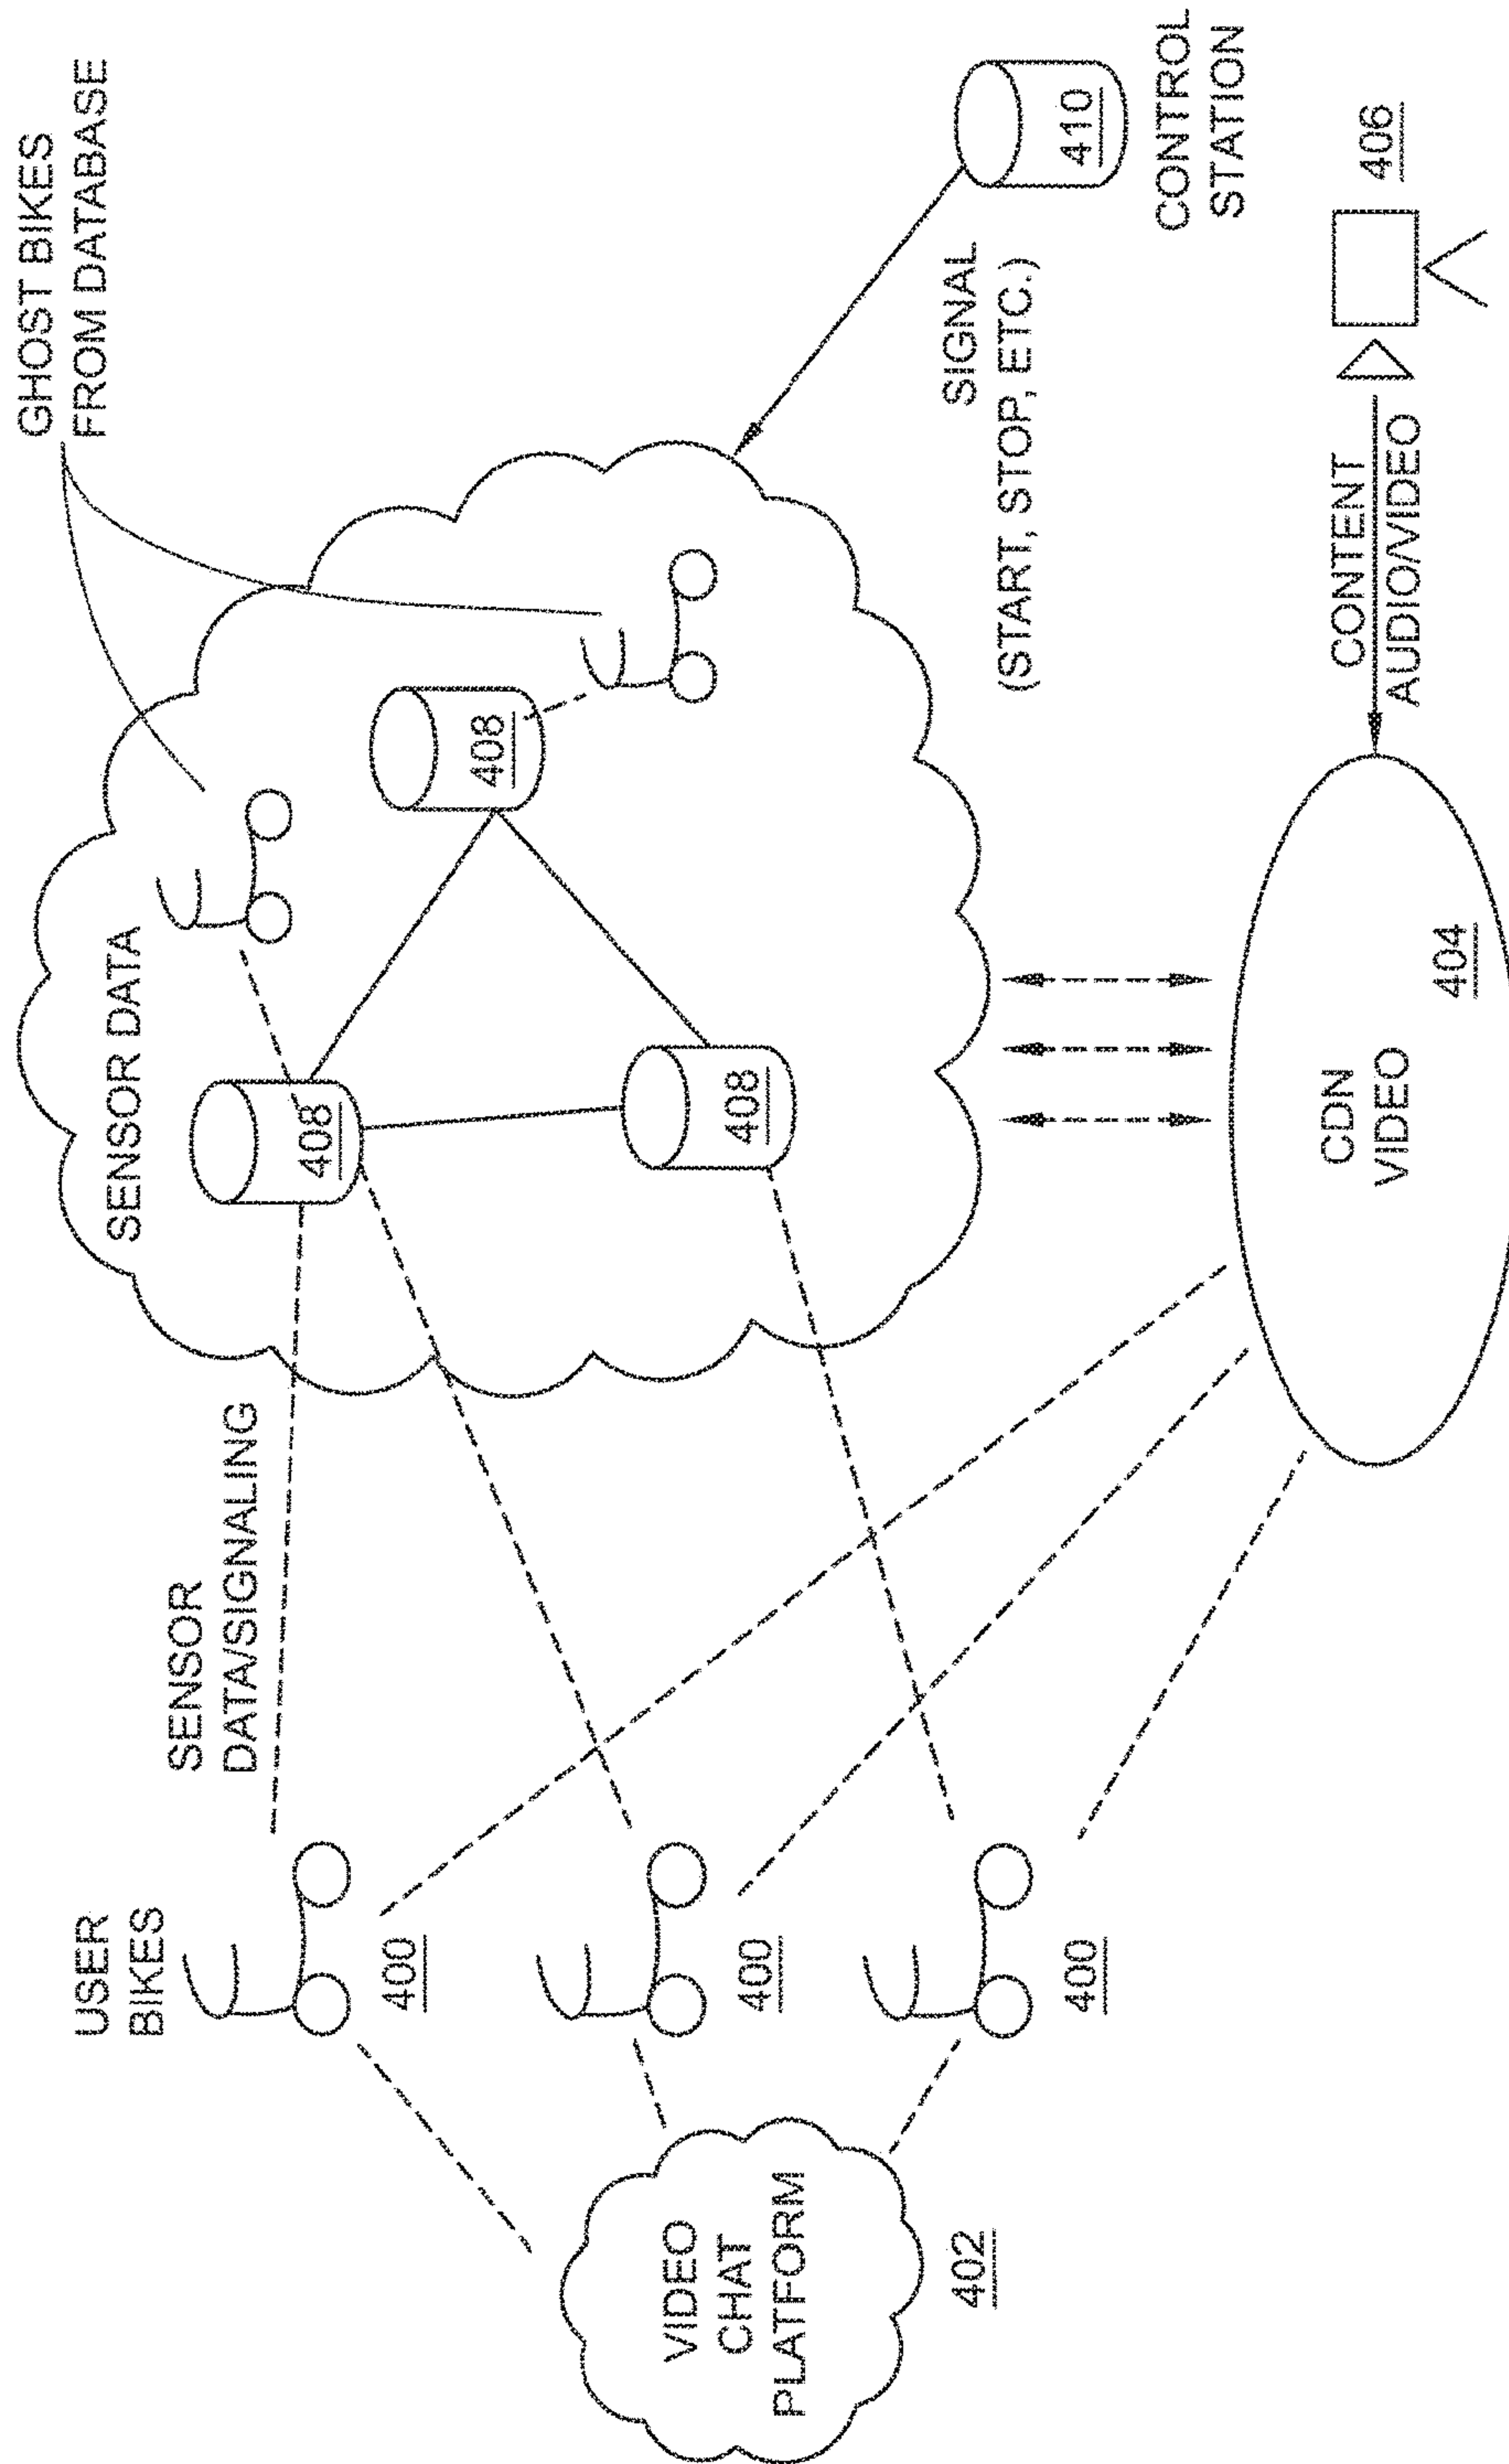 GHOST BIKES
FROM DATABASE
USER
BIKES
SENSOR
DATA/SIGNALING
SENSOR DATA
400
408
408
400
408
400
VIDEO
CHAT
PLATFORM
402
SIGNAL
(START, STOP, ETC.)
410
CONTROL
STATION
CDN
VIDEO
404
CONTENT
AUDIO/VIDEO
406